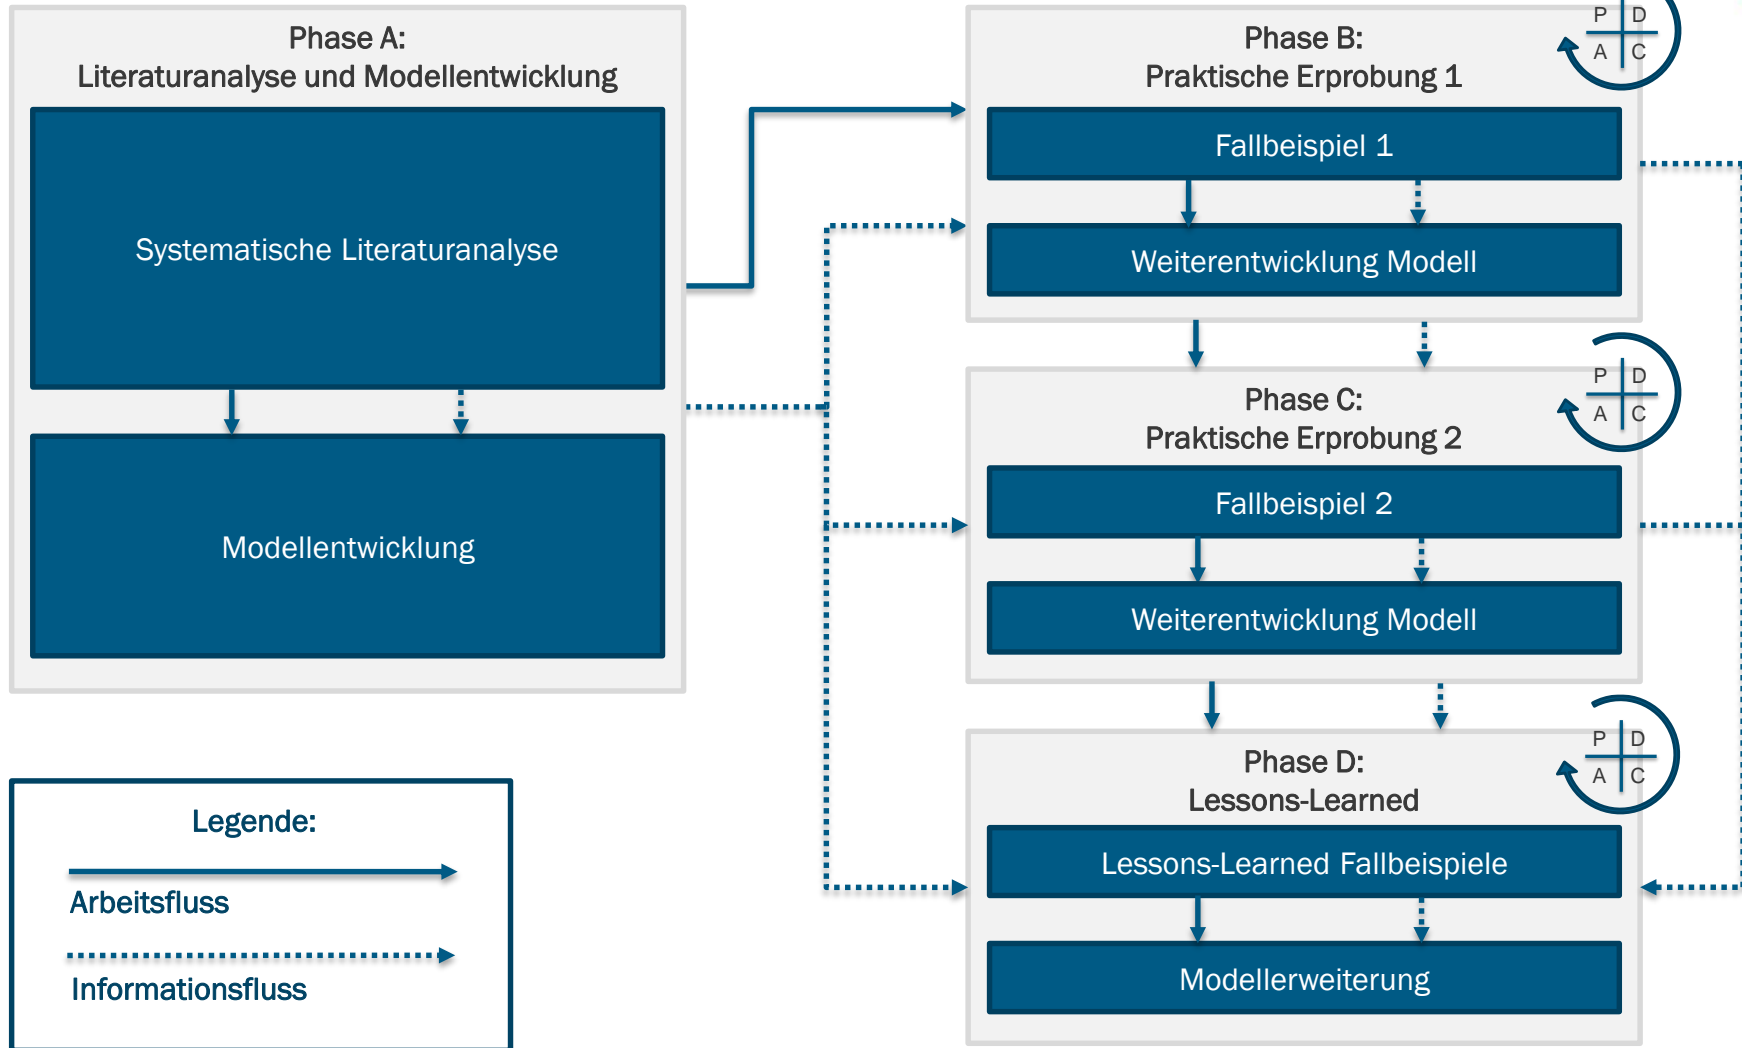 Phase A:
Literaturanalyse und Modellentwicklung
Systematische Literaturanalyse
Modellentwicklung
Phase B:
Praktische Erprobung 1
P D
A C
Fallbeispiel 1
Weiterentwicklung Modell
Phase C:
Praktische Erprobung 2
P D
A C
Fallbeispiel 2
Weiterentwicklung Modell
Phase D:
Lessons-Learned
P D
A C
Lessons-Learned Fallbeispiele
Modellerweiterung
Legende:
Arbeitsfluss
Informationsfluss